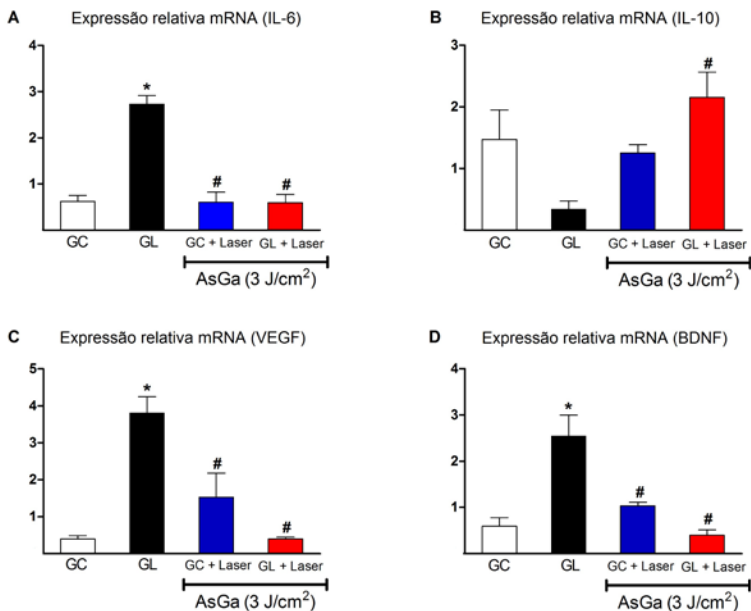 A Expressão relativa mRNA (IL-6)
4
3
2
1
*
#
#
GC
GL
GC + Laser
GL + Laser
AsGa (3 J/cm²)
B Expressão relativa mRNA (IL-10)
3
2
1
#
GC
GL
GC + Laser
GL + Laser
AsGa (3 J/cm²)
C Expressão relativa mRNA (VEGF)
5
4
3
2
1
*
#
#
GC
GL
GC + Laser
GL + Laser
AsGa (3 J/cm²)
D Expressão relativa mRNA (BDNF)
4
3
2
1
*
#
#
GC
GL
GC + Laser
GL + Laser
AsGa (3 J/cm²)